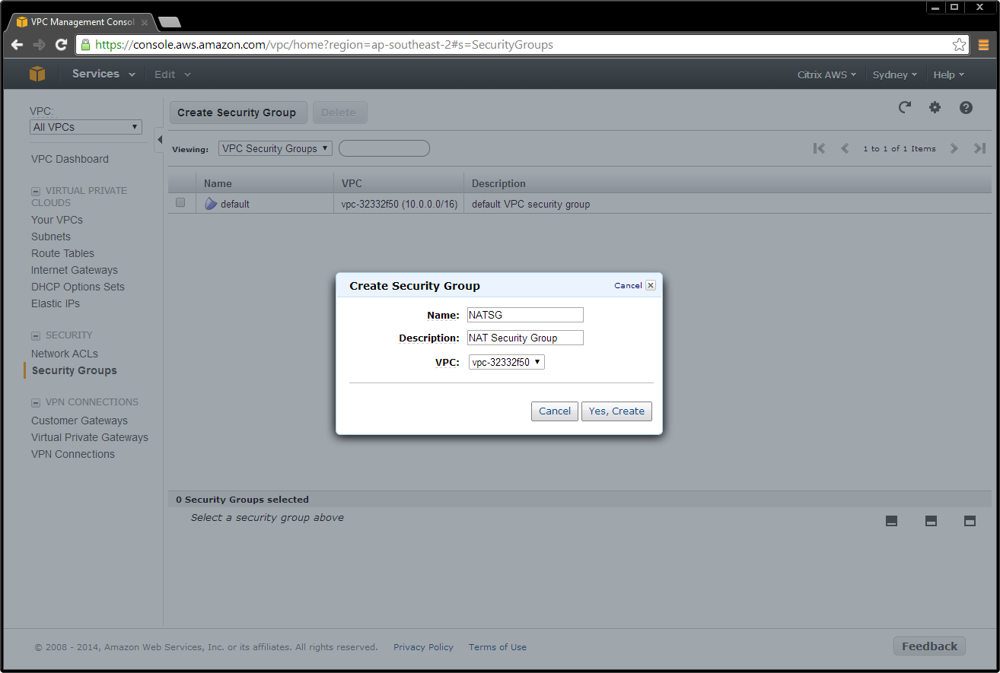 VPC Management Consol
https://console.aws.amazon.com/vpc/home?region=ap-southeast-2#s=SecurityGroups
Services Edit Citrix AWS Sydney Help
VPC:
All VPCs
VPC Dashboard
VIRTUAL PRIVATE
CLOUDS
Your VPCs
Subnets
Route Tables
Internet Gateways
DHCP Options Sets
Elastic IPs
SECURITY
Network ACLs
Security Groups
VPN CONNECTIONS
Customer Gateways
Virtual Private Gateways
VPN Connections
Create Security Group Delete
Viewing: VPC Security Groups 1 to 1 of 1 Items
Name VPC Description
default vpc-32332f50 (10.0.0.0/16) default VPC security group
Create Security Group Cancel
Name: NATSG
Description: NAT Security Group
VPC: vpc-32332f50
Cancel Yes, Create
0 Security Groups selected
Select a security group above
© 2008 - 2014, Amazon Web Services, Inc. or its affiliates. All rights reserved. Privacy Policy Terms of Use Feedback